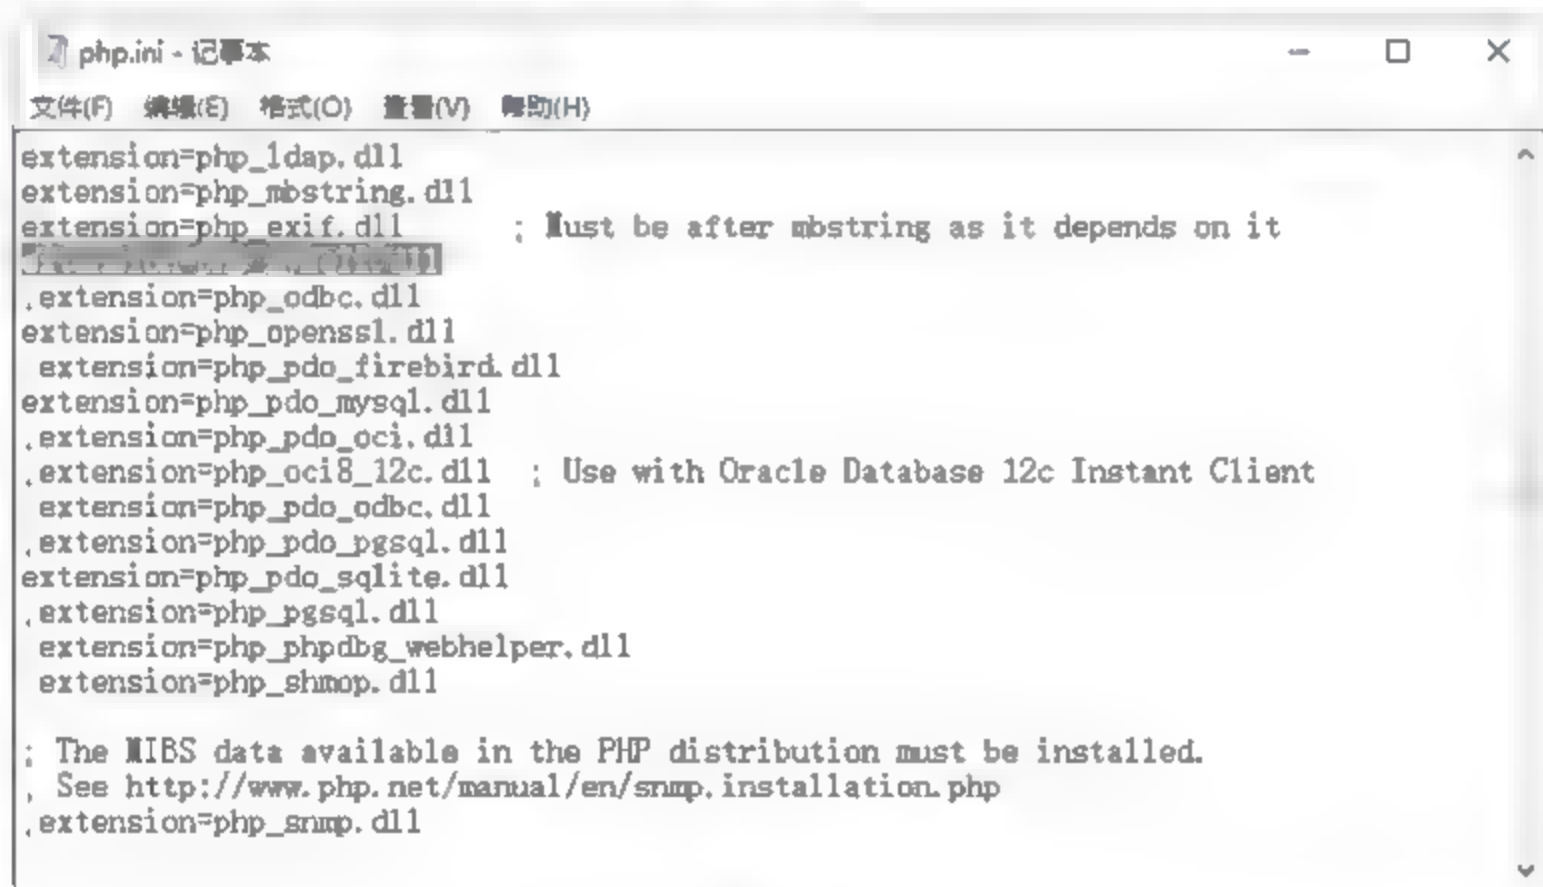 php.ini - 记事本
文件(F) 编辑(E) 格式(O) 查看(V) 帮助(H)
extension=php_ldap.dll
extension=php_mbstring.dll
extension=php_exif.dll ; Must be after mbstring as it depends on it
;extension=php_odbc.dll
extension=php_openssl.dll
extension=php_pdo_firebird.dll
extension=php_pdo_mysql.dll
;extension=php_pdo_oci.dll
;extension=php_oci8_12c.dll ; Use with Oracle Database 12c Instant Client
extension=php_pdo_odbc.dll
;extension=php_pdo_pgsql.dll
extension=php_pdo_sqlite.dll
;extension=php_pgsql.dll
extension=php_phpdbg_webhelper.dll
extension=php_shmop.dll
; The MIBS data available in the PHP distribution must be installed.
; See http://www.php.net/manual/en/snmp.installation.php
;extension=php_snmp.dll